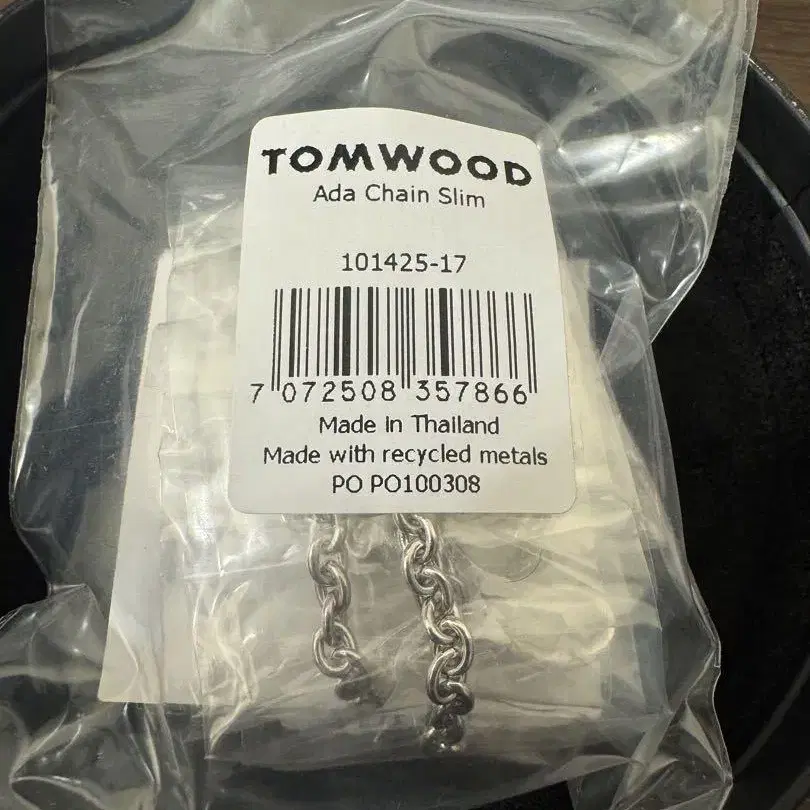 TOMWOOD
Ada Chain Slim
101425-17
7 072508 357866
Made in Thailand
Made with recycled metals
PO PO100308